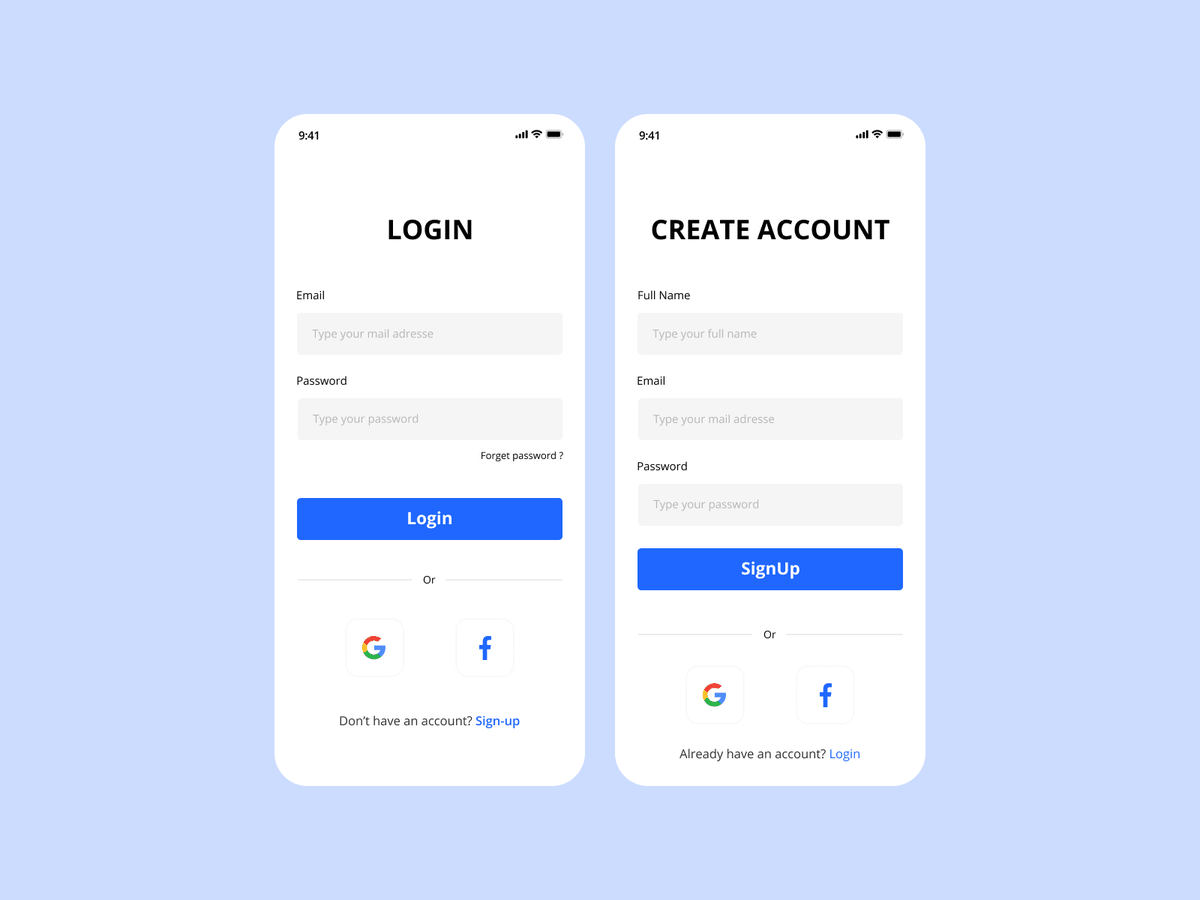 9:41
LOGIN
Email
Type your mail adresse
Password
Type your password
Forget password ?
Login
Or
Don’t have an account? Sign-up
9:41
CREATE ACCOUNT
Full Name
Type your full name
Email
Type your mail adresse
Password
Type your password
SignUp
Or
Already have an account? Login